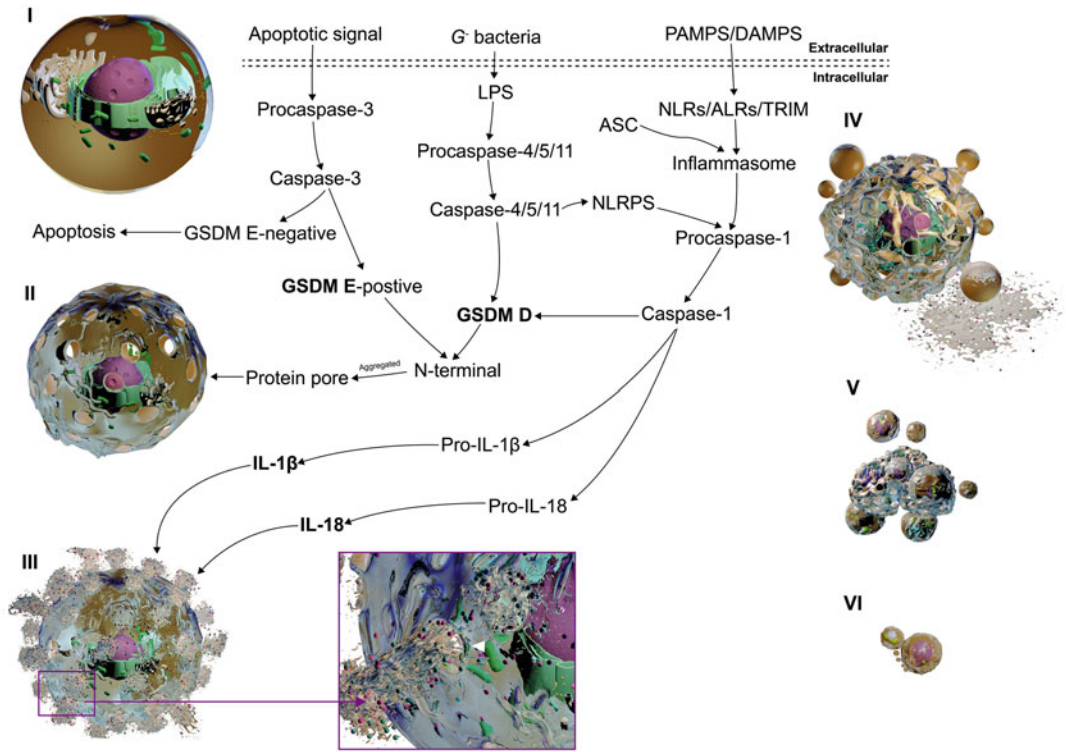 I
Apoptotic signal
G- bacteria
PAMPS/DAMPS
Extracellular
Intracellular
Procaspase-3
LPS
NLRs/ALRs/TRIM
ASC
IV
Procaspase-4/5/11
Inflammasome
Caspase-3
Caspase-4/5/11
NLRPS
Apoptosis
GSDM E-negative
Procaspase-1
II
GSDM E-postive
GSDM D
Caspase-1
Protein pore
Aggregated
N-terminal
V
Pro-IL-1β
IL-1β
Pro-IL-18
IL-18
III
VI